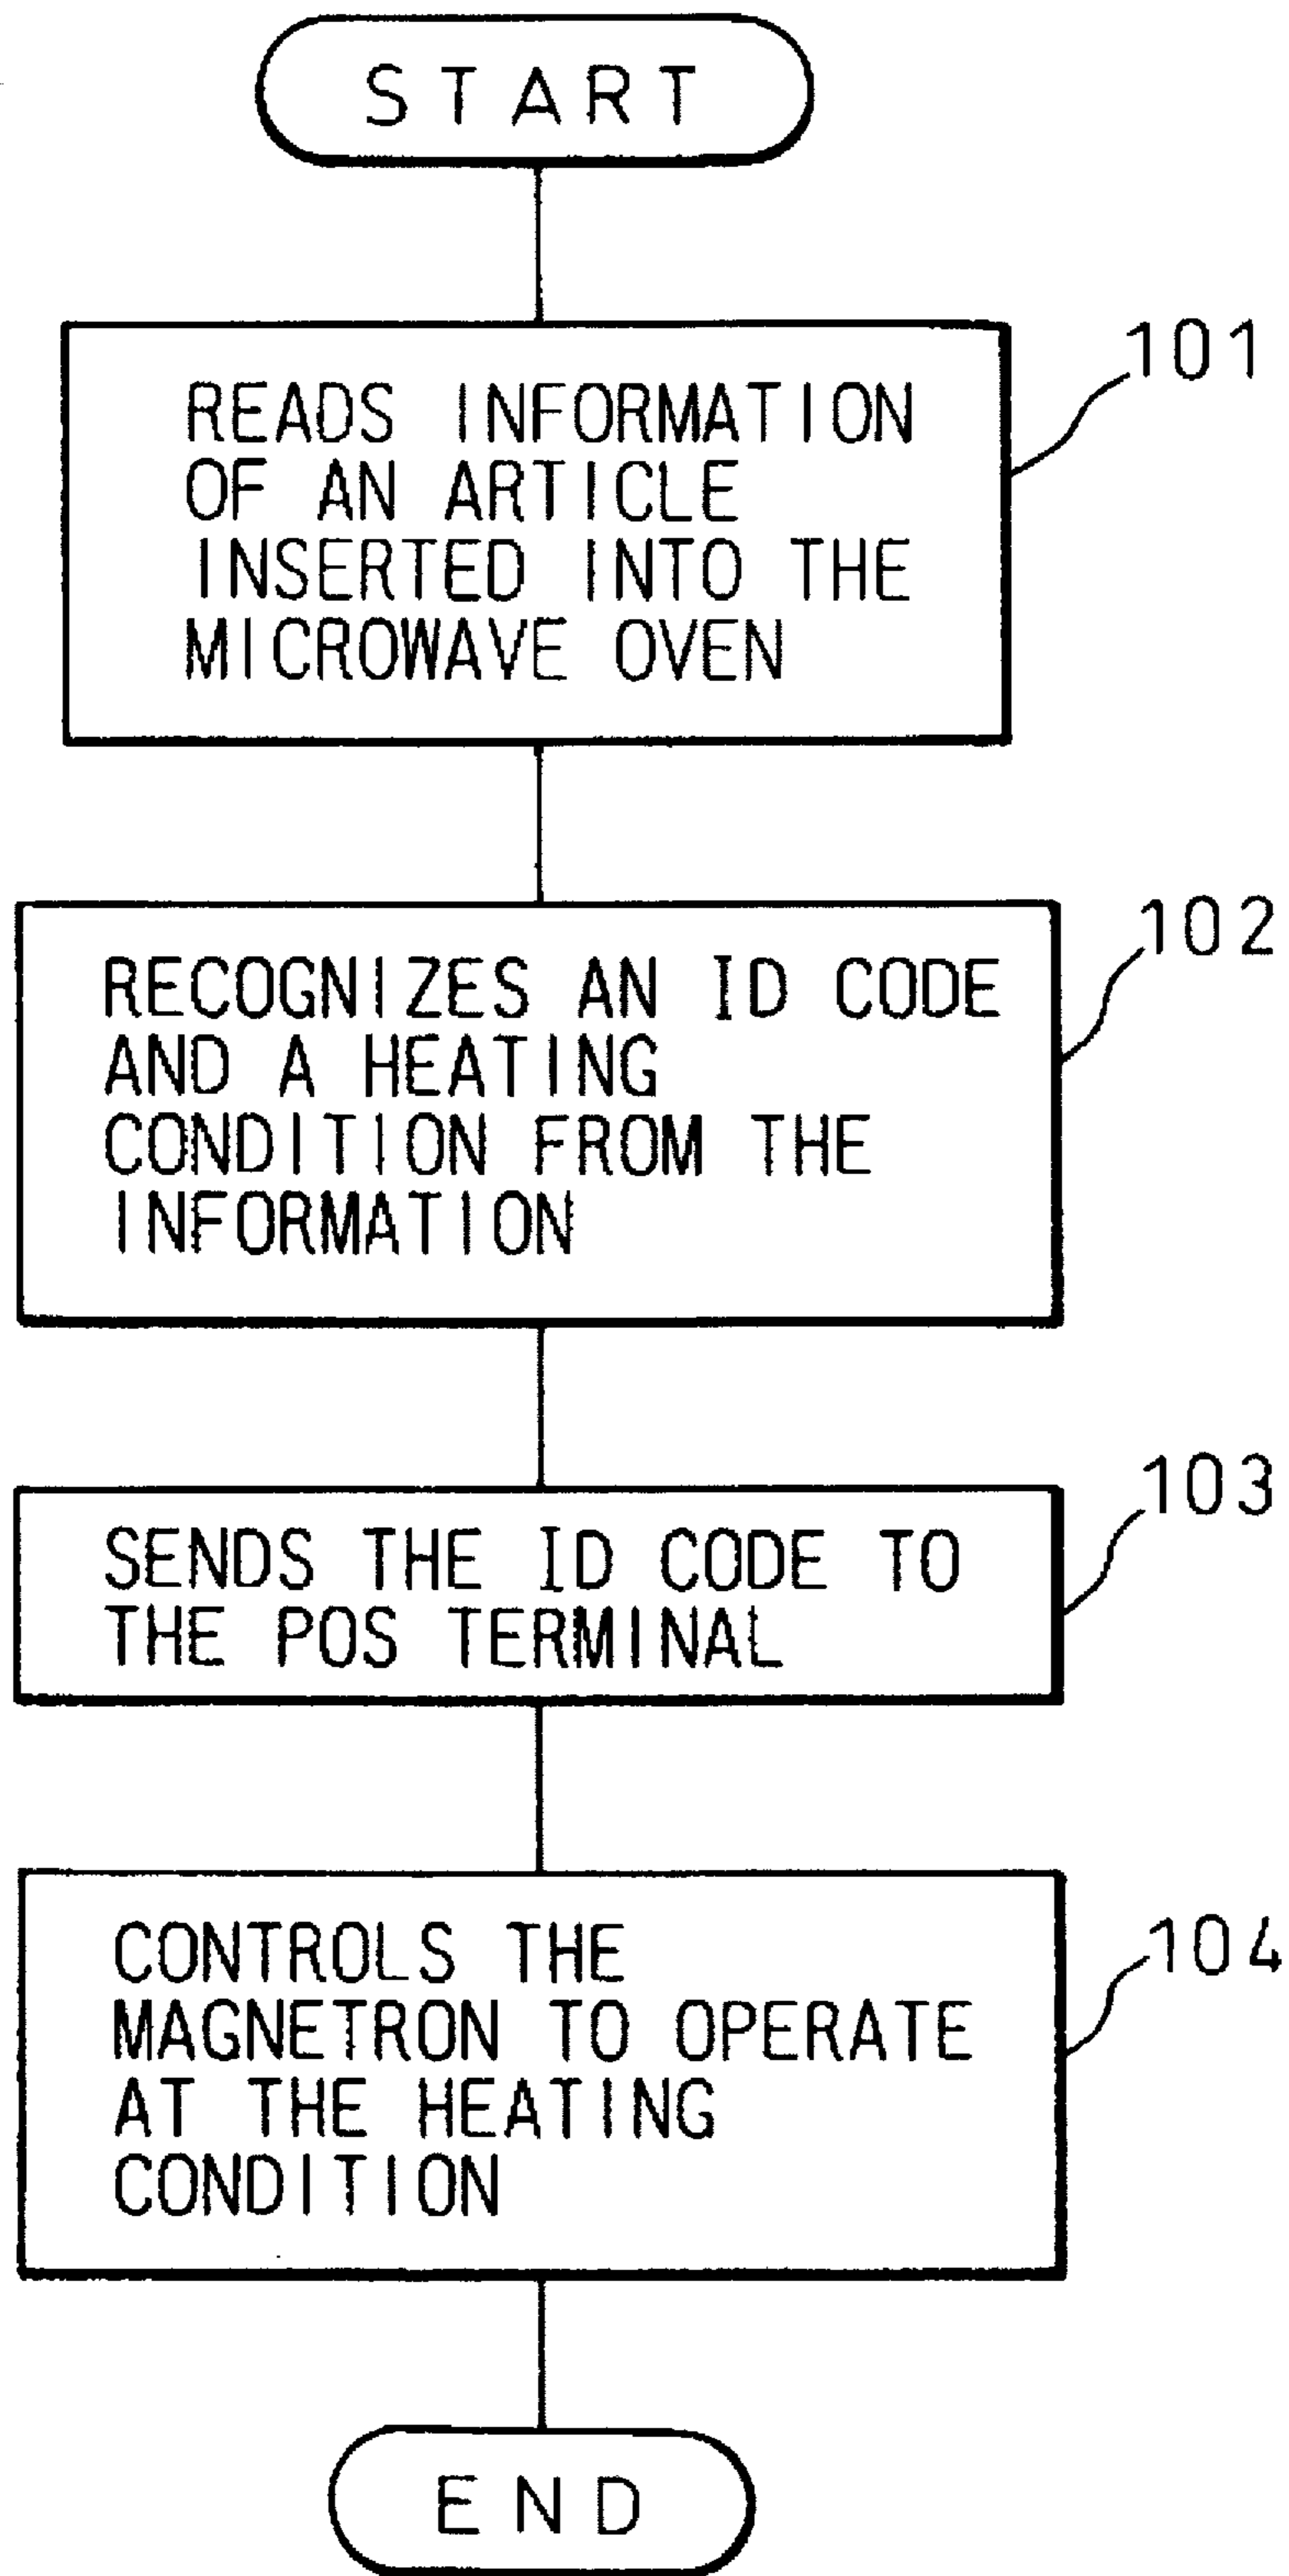 START
101
READS INFORMATION
OF AN ARTICLE
INSERTED INTO THE
MICROWAVE OVEN
102
RECOGNIZES AN ID CODE
AND A HEATING
CONDITION FROM THE
INFORMATION
103
SENDS THE ID CODE TO
THE POS TERMINAL
104
CONTROLS THE
MAGNETRON TO OPERATE
AT THE HEATING
CONDITION
END